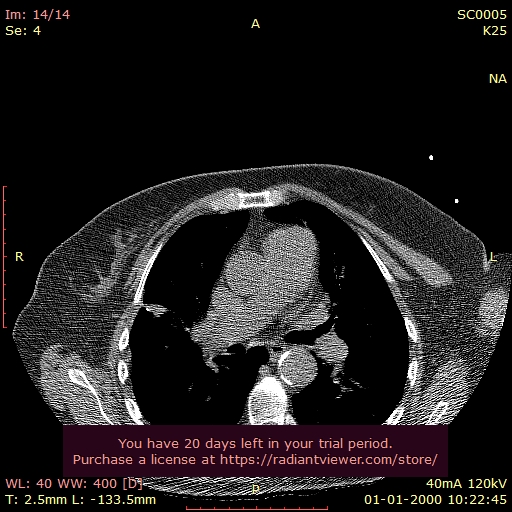 Im: 14/14
Se: 4
A
SC0005
K25
NA
R
L
You have 20 days left in your trial period.
Purchase a license at https://radiantviewer.com/store/
WL: 40 WW: 400 [D]
T: 2.5mm L: -133.5mm
P
40mA 120kV
01-01-2000 10:22:45